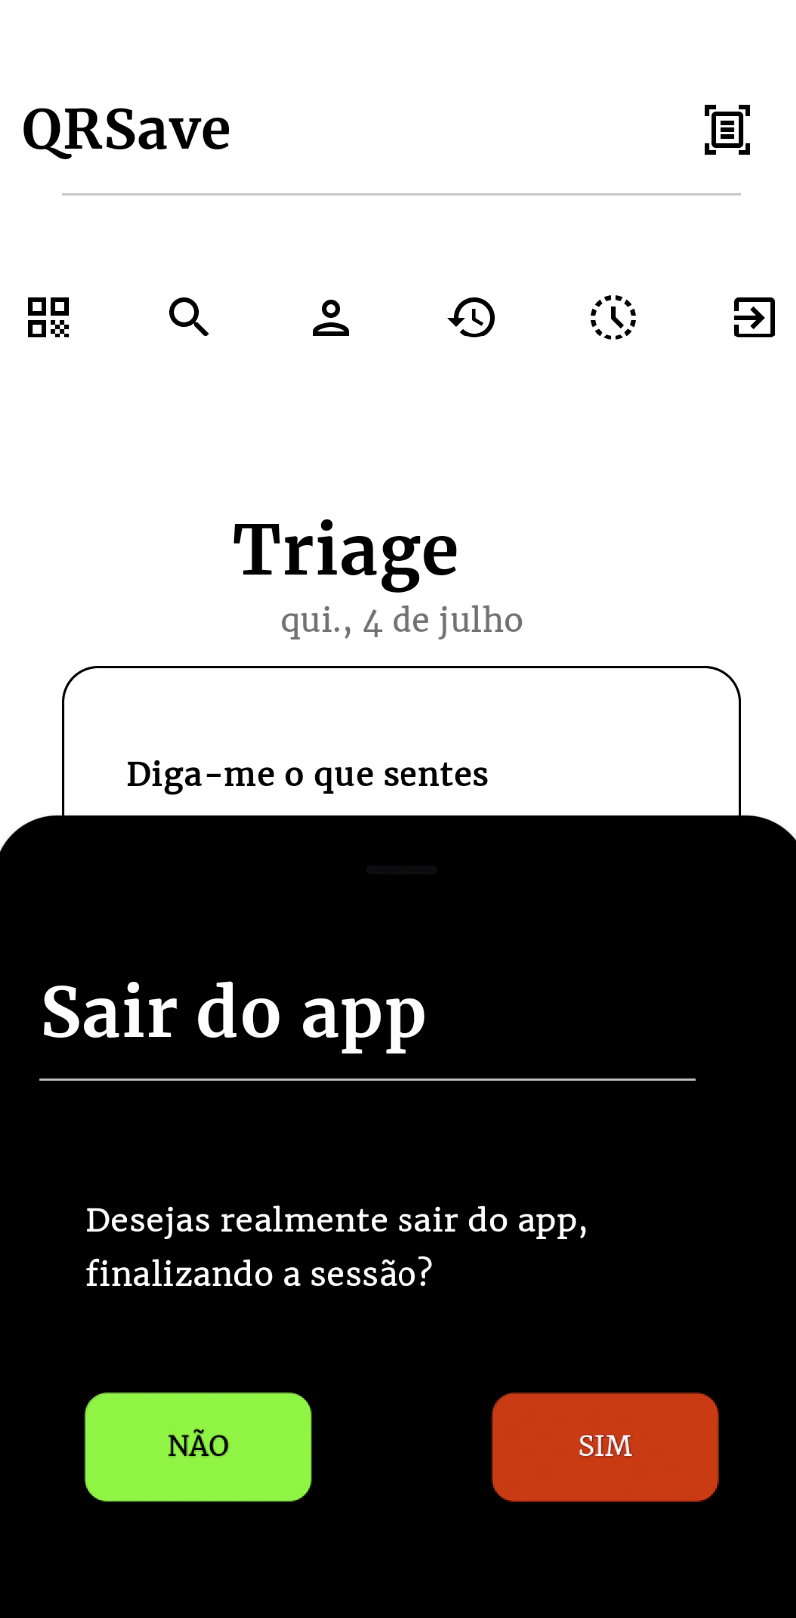 QRSave
Triage
qui., 4 de julho
Diga-me o que sentes
Sair do app
Desejas realmente sair do app,
finalizando a sessão?
NÃO
SIM